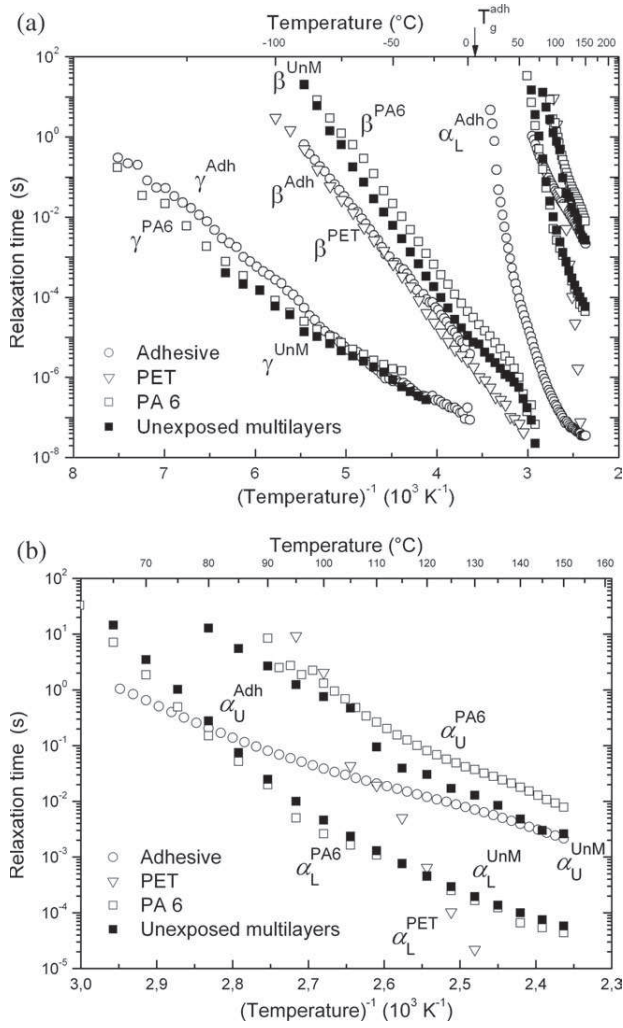 (a)
Temperature (°C)
T_g^adh
-100 -50 0 50 100 150 200
β^UnM
β^PA6
α_L^Adh
γ^Adh
β^Adh
γ^PA6
β^PET
γ^UnM
Relaxation time (s)
10^2
10^0
10^-2
10^-4
10^-6
10^-8
Adhesive
PET
PA 6
Unexposed multilayers
8 7 6 5 4 3 2
(Temperature)^-1 (10^3 K^-1)
(b)
Temperature (°C)
70 80 90 100 110 120 130 140 150 160
Relaxation time (s)
10^2
10^1
10^0
10^-1
10^-2
10^-3
10^-4
10^-5
α_U^Adh
α_U^PA6
α_L^PA6
α_L^UnM
α_U^UnM
α_L^PET
Adhesive
PET
PA 6
Unexposed multilayers
3,0 2,9 2,8 2,7 2,6 2,5 2,4 2,3
(Temperature)^-1 (10^3 K^-1)